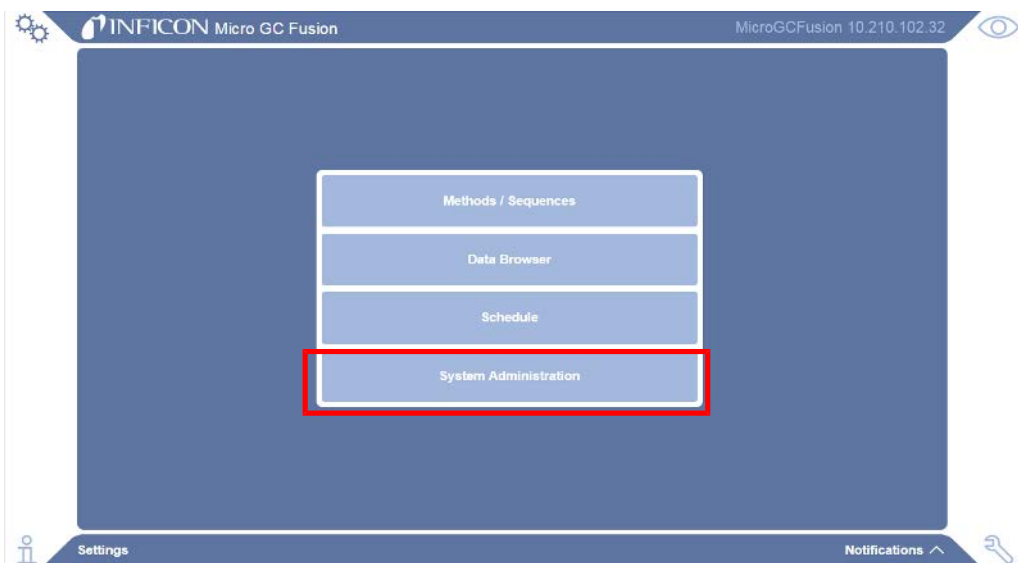 INFICON Micro GC Fusion
MicroGCFusion 10.210.102.32
Methods / Sequences
Data Browser
Schedule
System Administration
Settings
Notifications